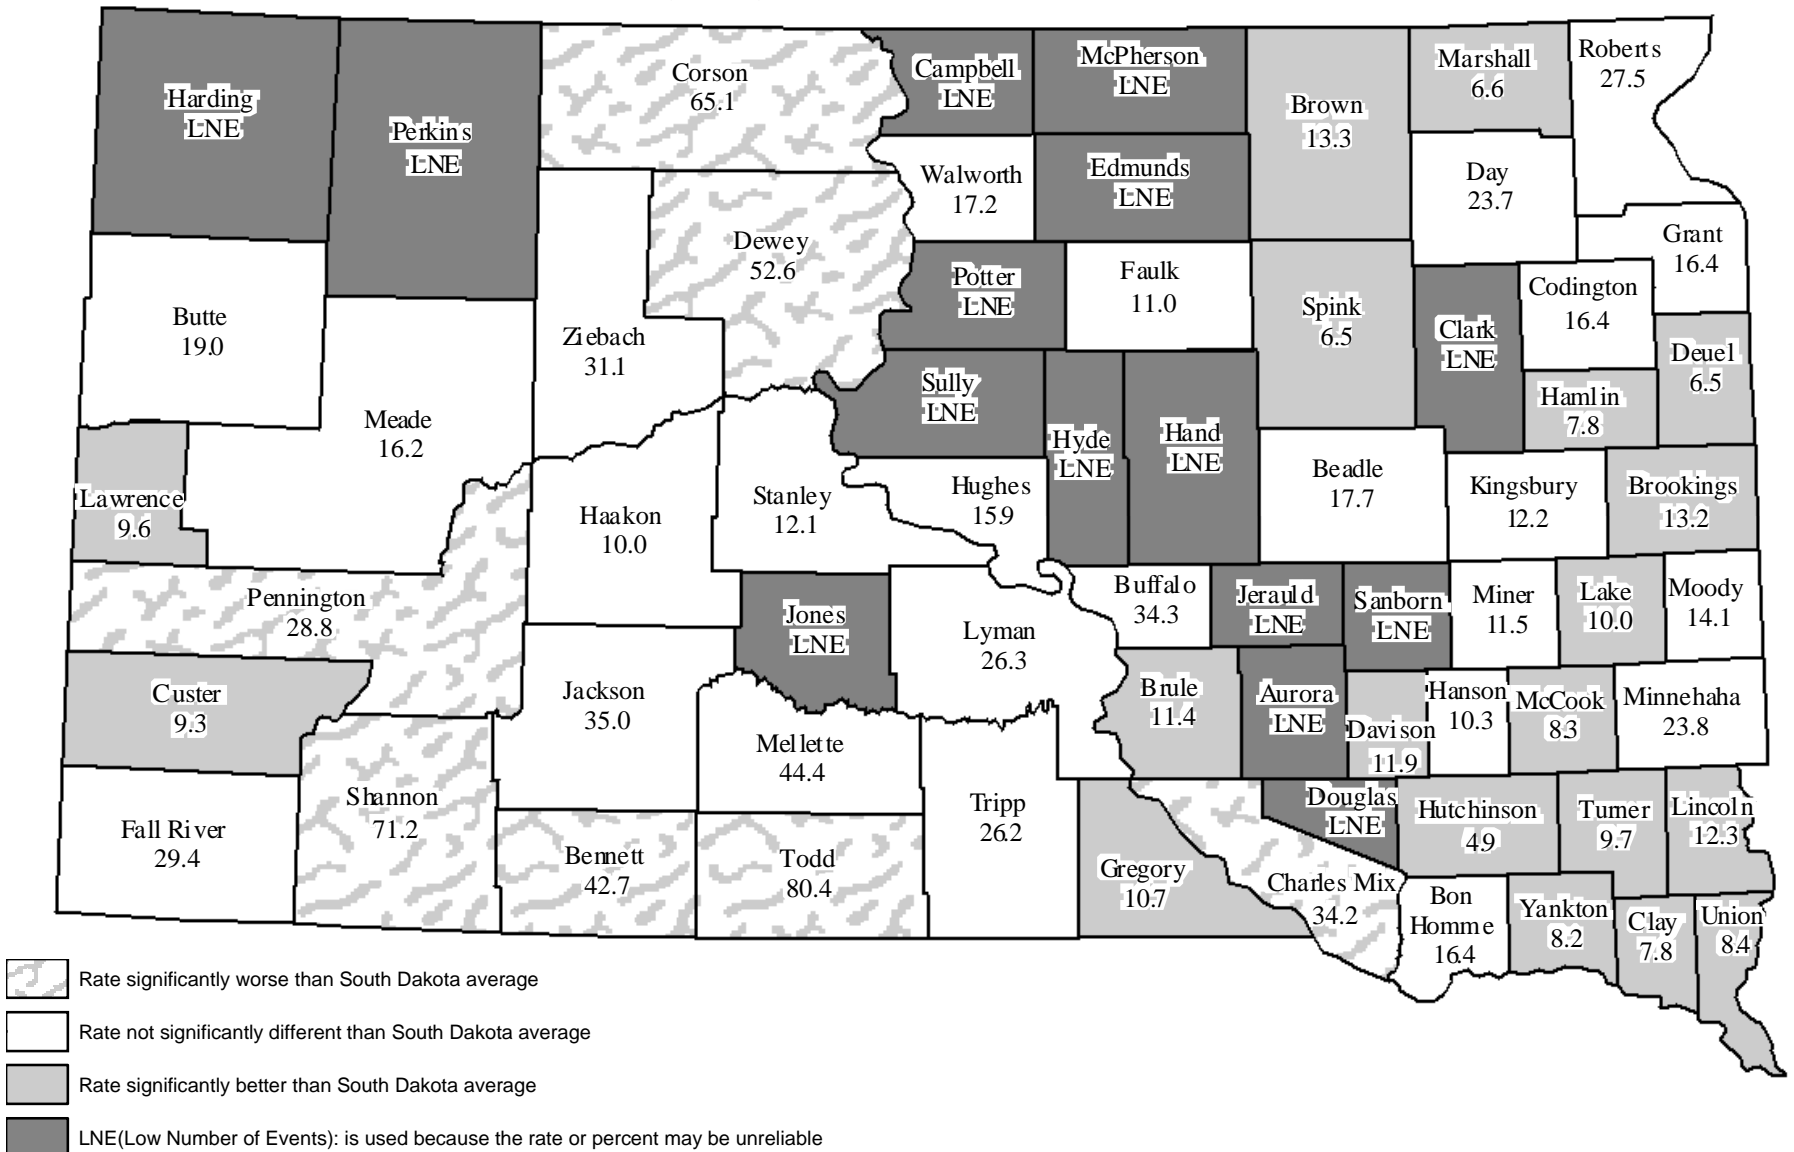 Harding
LNE
Perkins
LNE
Corson
65.1
Campbell
LNE
McPherson
LNE
Brown
13.3
Marshall
6.6
Roberts
27.5
Walworth
17.2
Edmunds
LNE
Day
23.7
Dewey
52.6
Grant
16.4
Butte
19.0
Ziebach
31.1
Potter
LNE
Faulk
11.0
Spink
6.5
Clark
LNE
Codington
16.4
Deuel
6.5
Meade
16.2
Sully
LNE
Hyde
LNE
Hand
LNE
Hamlin
7.8
Lawrence
9.6
Haakon
10.0
Stanley
12.1
Hughes
15.9
Beadle
17.7
Kingsbury
12.2
Brookings
13.2
Pennington
28.8
Jones
LNE
Lyman
26.3
Buffalo
34.3
Jerauld
LNE
Sanborn
LNE
Miner
11.5
Lake
10.0
Moody
14.1
Custer
9.3
Jackson
35.0
Mellette
44.4
Brule
11.4
Aurora
LNE
Davison
11.9
Hanson
10.3
McCook
8.3
Minnehaha
23.8
Fall River
29.4
Shannon
71.2
Bennett
42.7
Todd
80.4
Tripp
26.2
Gregory
10.7
Charles Mix
34.2
Douglas
LNE
Hutchinson
4.9
Turner
9.7
Lincoln
12.3
Bon
Homme
16.4
Yankton
8.2
Clay
7.8
Union
8.4
Rate significantly worse than South Dakota average
Rate not significantly different than South Dakota average
Rate significantly better than South Dakota average
LNE(Low Number of Events): is used because the rate or percent may be unreliable